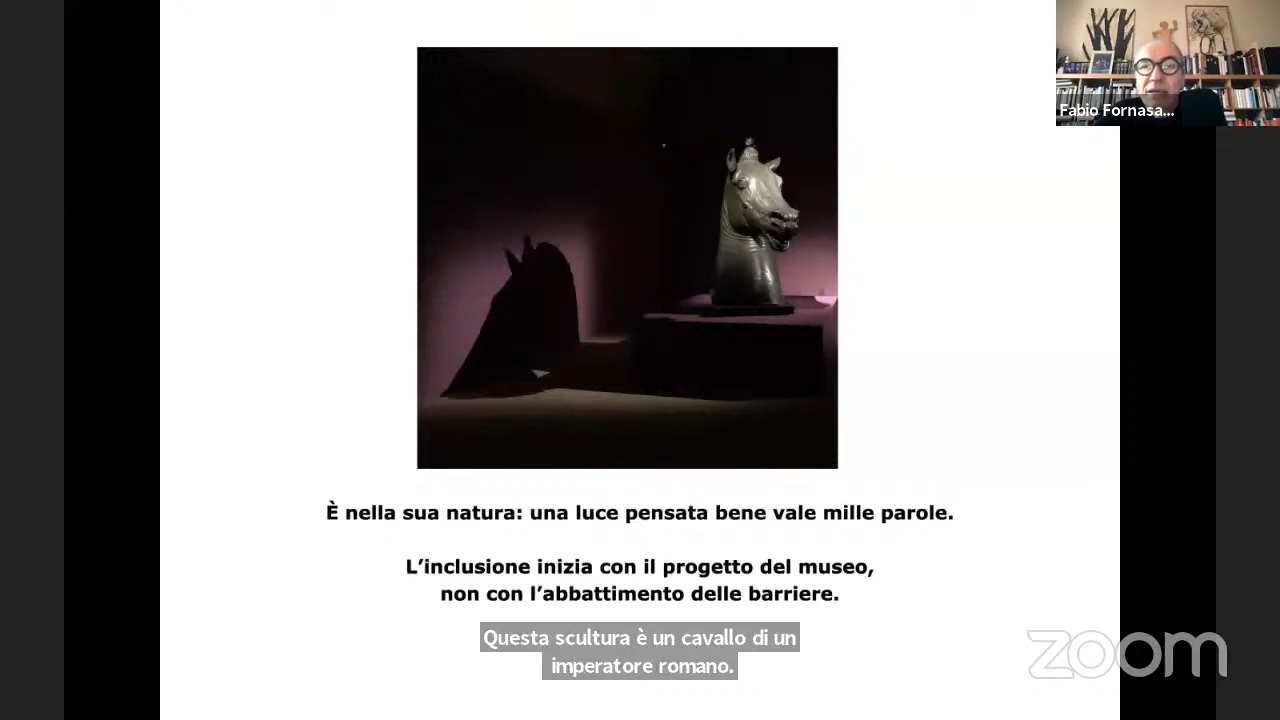 Fabio Fornasa...
È nella sua natura: una luce pensata bene vale mille parole.
L’inclusione inizia con il progetto del museo,
non con l’abbattimento delle barriere.
Questa scultura è un cavallo di un
imperatore romano.
zoom